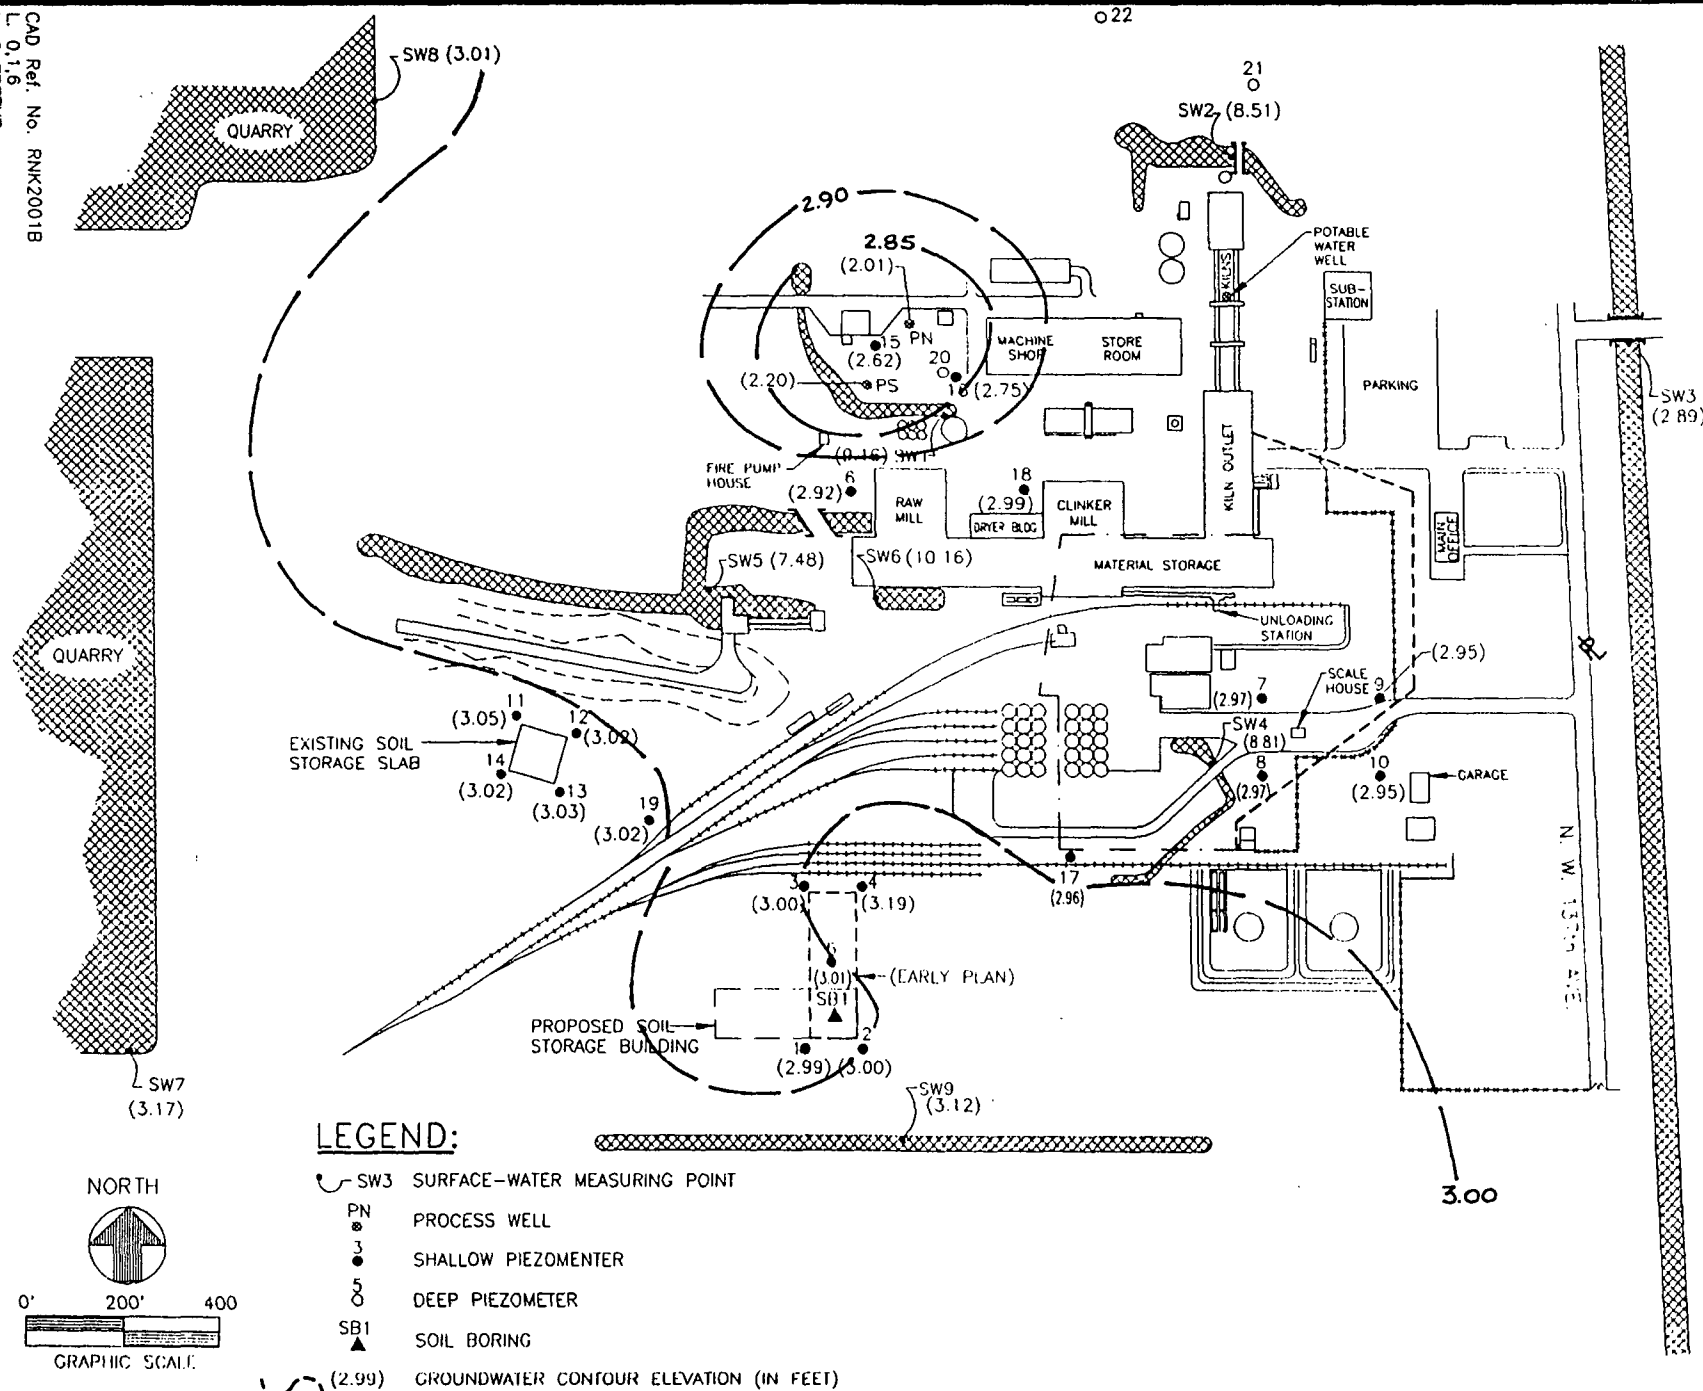 CAD Ref. No. RNK2001B
L 0,1,6
22
21
SW8 (3.01)
QUARRY
SW2 (8.51)
2.90
2.85
(2.01)
PN
KILNS
POTABLE
WATER
WELL
SUB-
STATION
15
(2.62)
20
16 (2.75)
(2.20)
PS
MACHINE
SHOP
STORE
ROOM
PARKING
SW3
(2 89)
FIRE PUMP
HOUSE
SW1
6
(2.92)
RAW
MILL
18
(2.99)
DRYER BLDG
CLINKER
MILL
KILN OUTLET
MAIN
OFFICE
SW5 (7.48)
SW6 (10 16)
MATERIAL STORAGE
UNLOADING
STATION
QUARRY
(2.95)
SCALE
HOUSE
7
(2.97)
9
11
(3.05)
12
(3.02)
EXISTING SOIL
STORAGE SLAB
14
(3.02)
13
(3.03)
19
(3.02)
SW4
(8 81)
8
(2.97)
10
(2.95)
GARAGE
17
(2.96)
3
(3.00)
4
(3.19)
(3.01)
(EARLY PLAN)
SB1
PROPOSED SOIL
STORAGE BUILDING
1
(2.99)
2
(3.00)
SW9
(3.12)
SW7
(3.17)
3.00
LEGEND:
SW3 SURFACE-WATER MEASURING POINT
PN PROCESS WELL
3 SHALLOW PIEZOMENTER
5 DEEP PIEZOMETER
SB1 SOIL BORING
(2.99) GROUNDWATER CONTOUR ELEVATION (IN FEET)
NORTH
0' 200' 400
GRAPHIC SCALE